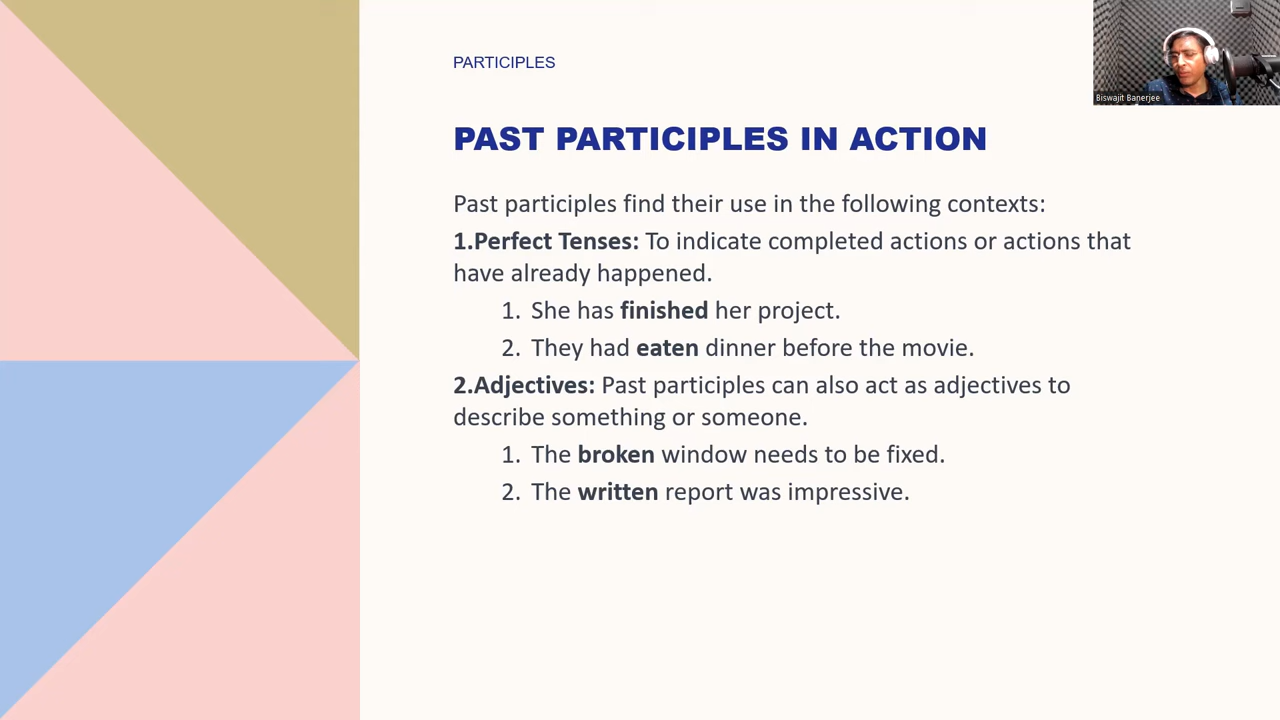 PARTICIPLES
Biswajit Banerjee
PAST PARTICIPLES IN ACTION
Past participles find their use in the following contexts:
1.Perfect Tenses: To indicate completed actions or actions that
have already happened.
1. She has finished her project.
2. They had eaten dinner before the movie.
2.Adjectives: Past participles can also act as adjectives to
describe something or someone.
1. The broken window needs to be fixed.
2. The written report was impressive.